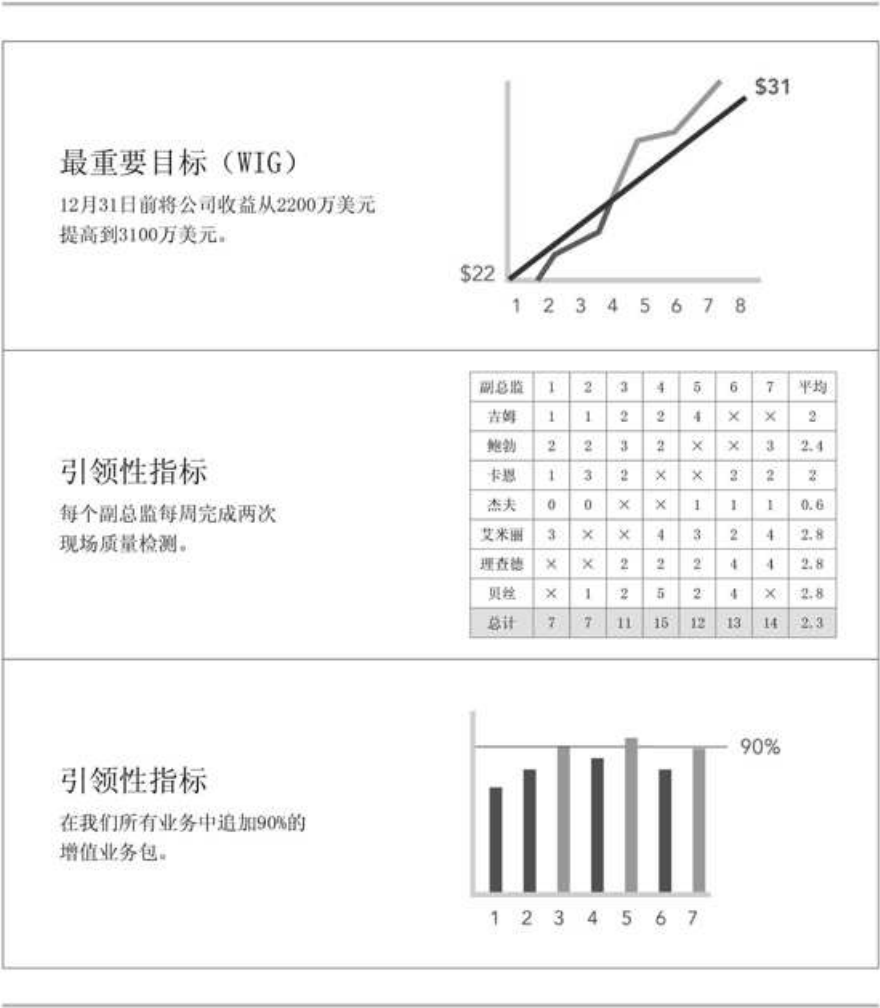 最重要目标（WIG）
12月31日前将公司收益从2200万美元
提高到3100万美元。
$31
$22
1 2 3 4 5 6 7 8
引领性指标
每个副总监每周完成两次
现场质量检测。
副总监 1 2 3 4 5 6 7 平均
吉姆 1 1 2 2 4 × × 2
鲍勃 2 2 3 2 × × 3 2.4
卡恩 1 3 2 × × 2 2 2
杰夫 0 0 × × 1 1 1 0.6
艾米丽 3 × × 4 3 2 4 2.8
理查德 × × 2 2 2 4 4 2.8
贝丝 × 1 2 5 2 4 × 2.8
总计 7 7 11 15 12 13 14 2.3
引领性指标
在我们所有业务中追加90%的
增值业务包。
90%
1 2 3 4 5 6 7